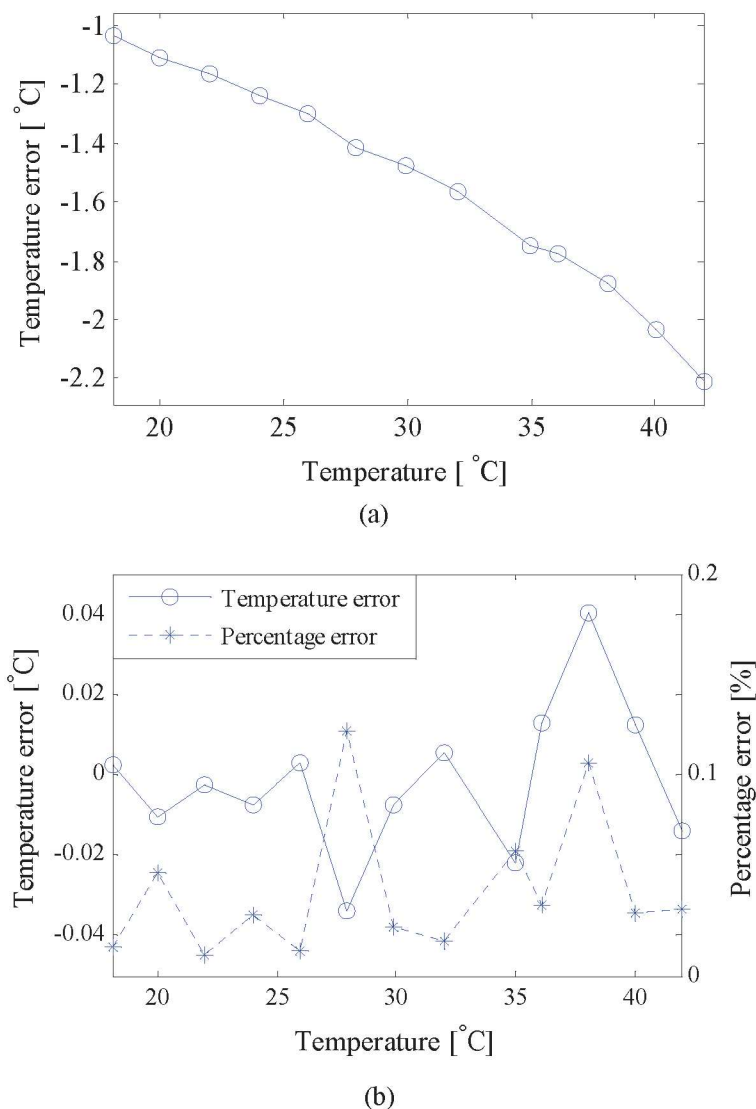 -1
-1.2
-1.4
-1.6
-1.8
-2
-2.2
Temperature error [ °C]
20 25 30 35 40
Temperature [ °C]
(a)
Temperature error
Percentage error
0.04
0.02
0
-0.02
-0.04
Temperature error [°C]
0.2
0.1
0
Percentage error [%]
20 25 30 35 40
Temperature [°C]
(b)